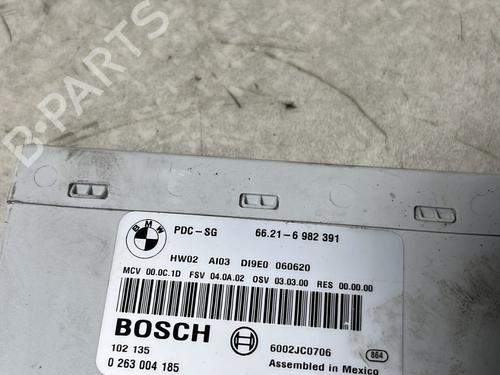 B-PARTS
BMW
PDC-SG 66.21-6 982 391
HW02 AI03 DI9E0 060620
MCV 00.0C.1D FSV 04.0A.02 OSV 03.03.00 RES 00.00.00
BOSCH
102 135 6002JC0706 864
0 263 004 185 Assembled in Mexico